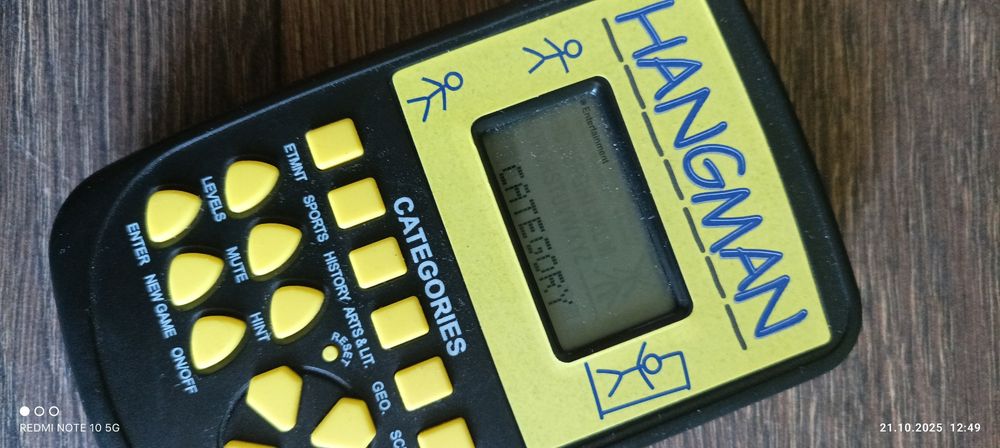 HANGMAN
Entertainment
CATEGORY
CATEGORIES
ETMNT SPORTS HISTORY/ ARTS & LIT. GEO.
RESET
LEVELS MUTE HINT
ENTER NEW GAME ON/OFF
REDMI NOTE 10 5G
21.10.2025 12:49